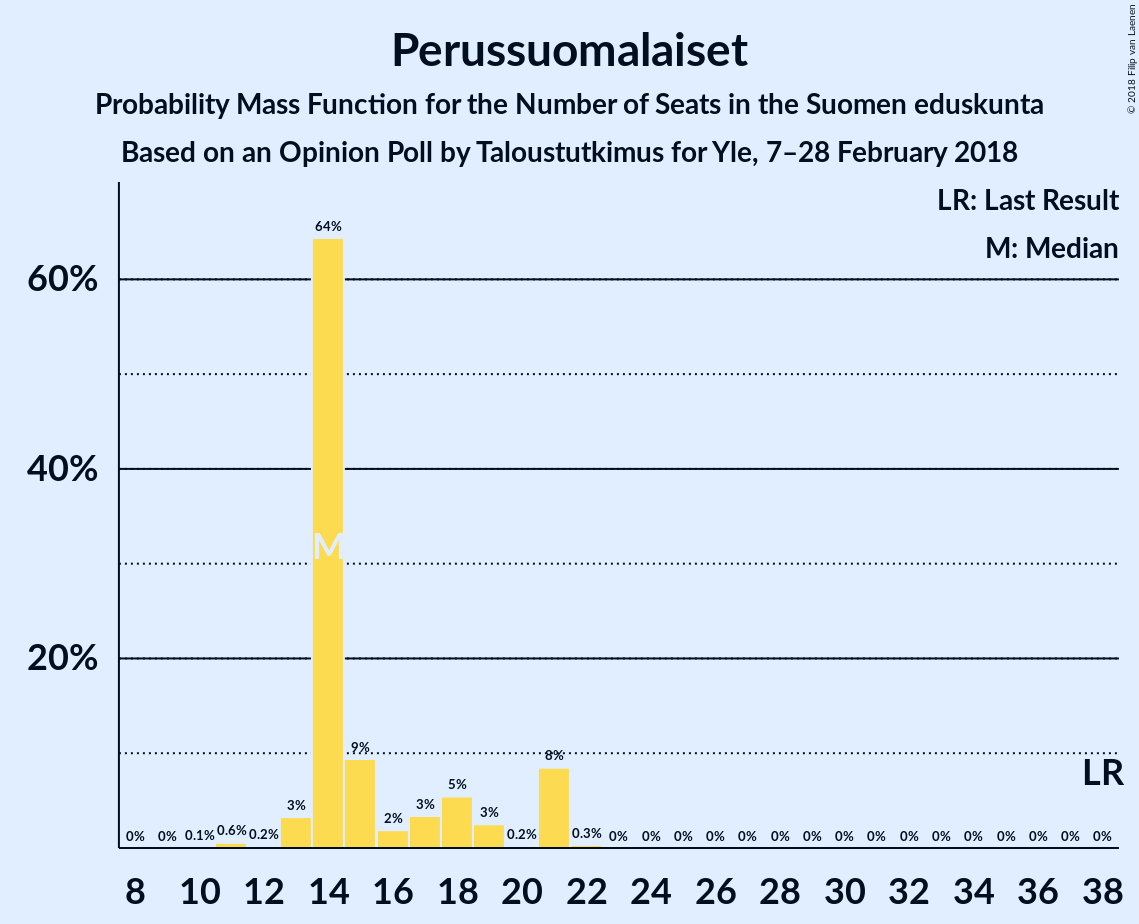 Perussuomalaiset
Probability Mass Function for the Number of Seats in the Suomen eduskunta
Based on an Opinion Poll by Taloustutkimus for Yle, 7–28 February 2018
© 2018 Filip van Laenen
LR: Last Result
M: Median
60%
40%
20%
0% 0% 0.1% 0.6% 0.2% 3% 64% 9% 2% 3% 5% 3% 0.2% 8% 0.3% 0% 0% 0% 0% 0% 0% 0% 0% 0% 0% 0% 0% 0% 0% 0% 0%
M
LR
8 10 12 14 16 18 20 22 24 26 28 30 32 34 36 38